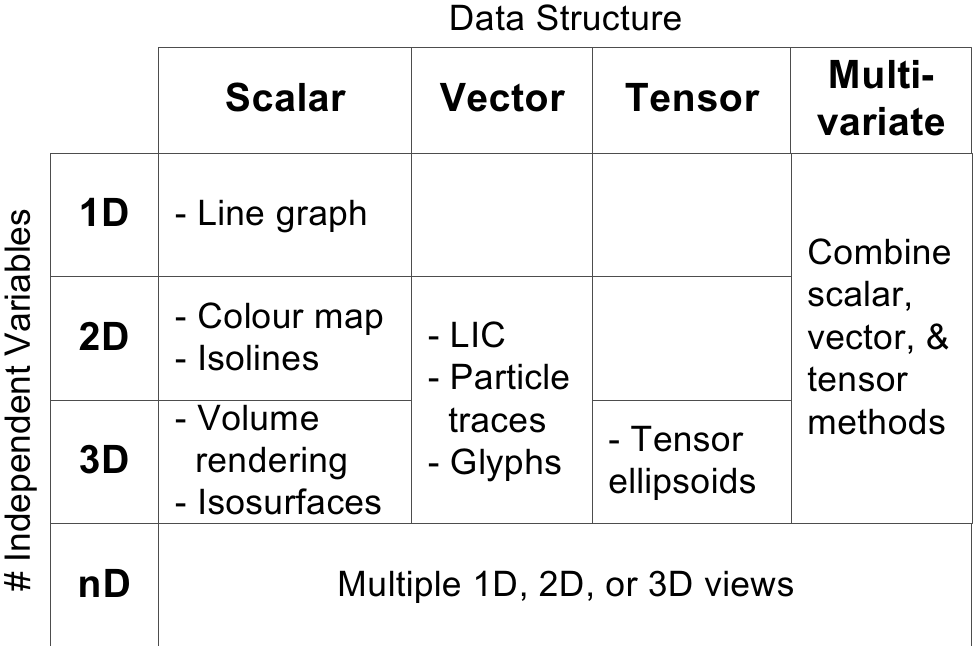 Data Structure
Scalar
Vector
Tensor
Multi-
variate
# Independent Variables
1D
- Line graph
2D
- Colour map
- Isolines
3D
- Volume
rendering
- Isosurfaces
- LIC
- Particle
traces
- Glyphs
- Tensor
ellipsoids
Combine
scalar,
vector, &
tensor
methods
nD
Multiple 1D, 2D, or 3D views